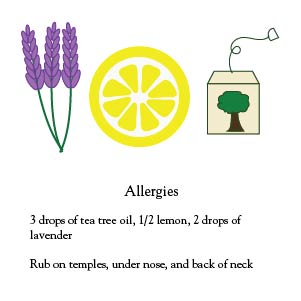 Allergies
3 drops of tea tree oil, 1/2 lemon, 2 drops of
lavender
Rub on temples, under nose, and back of neck